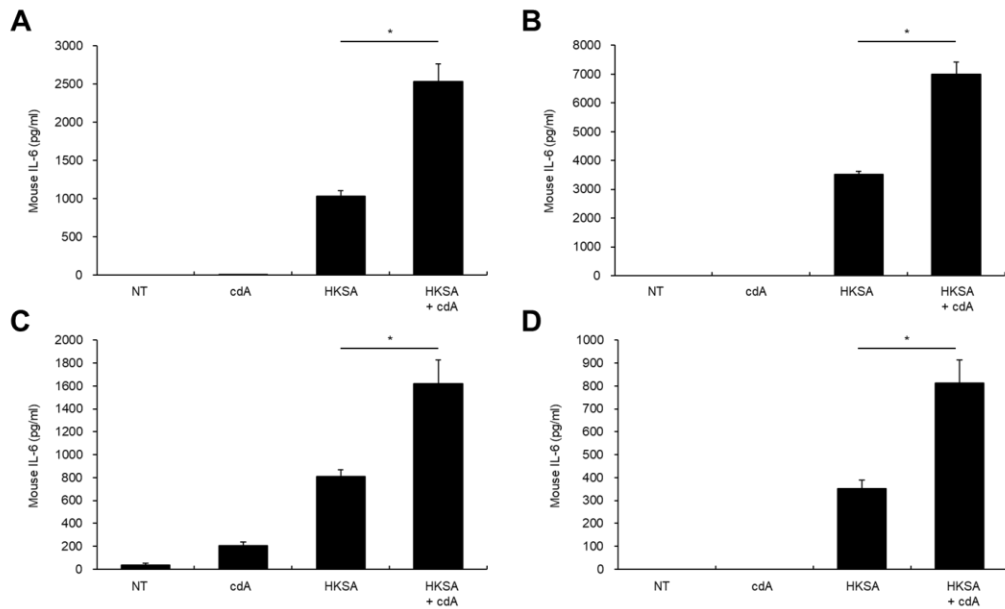 A
Mouse IL-6 (pg/ml)
3000
2500
2000
1500
1000
500
0
*
NT
cdA
HKSA
HKSA
+ cdA
B
Mouse IL-6 (pg/ml)
8000
7000
6000
5000
4000
3000
2000
1000
0
*
NT
cdA
HKSA
HKSA
+ cdA
C
Mouse IL-6 (pg/ml)
2000
1800
1600
1400
1200
1000
800
600
400
200
0
*
NT
cdA
HKSA
HKSA
+ cdA
D
Mouse IL-6 (pg/ml)
1000
900
800
700
600
500
400
300
200
100
0
*
NT
cdA
HKSA
HKSA
+ cdA